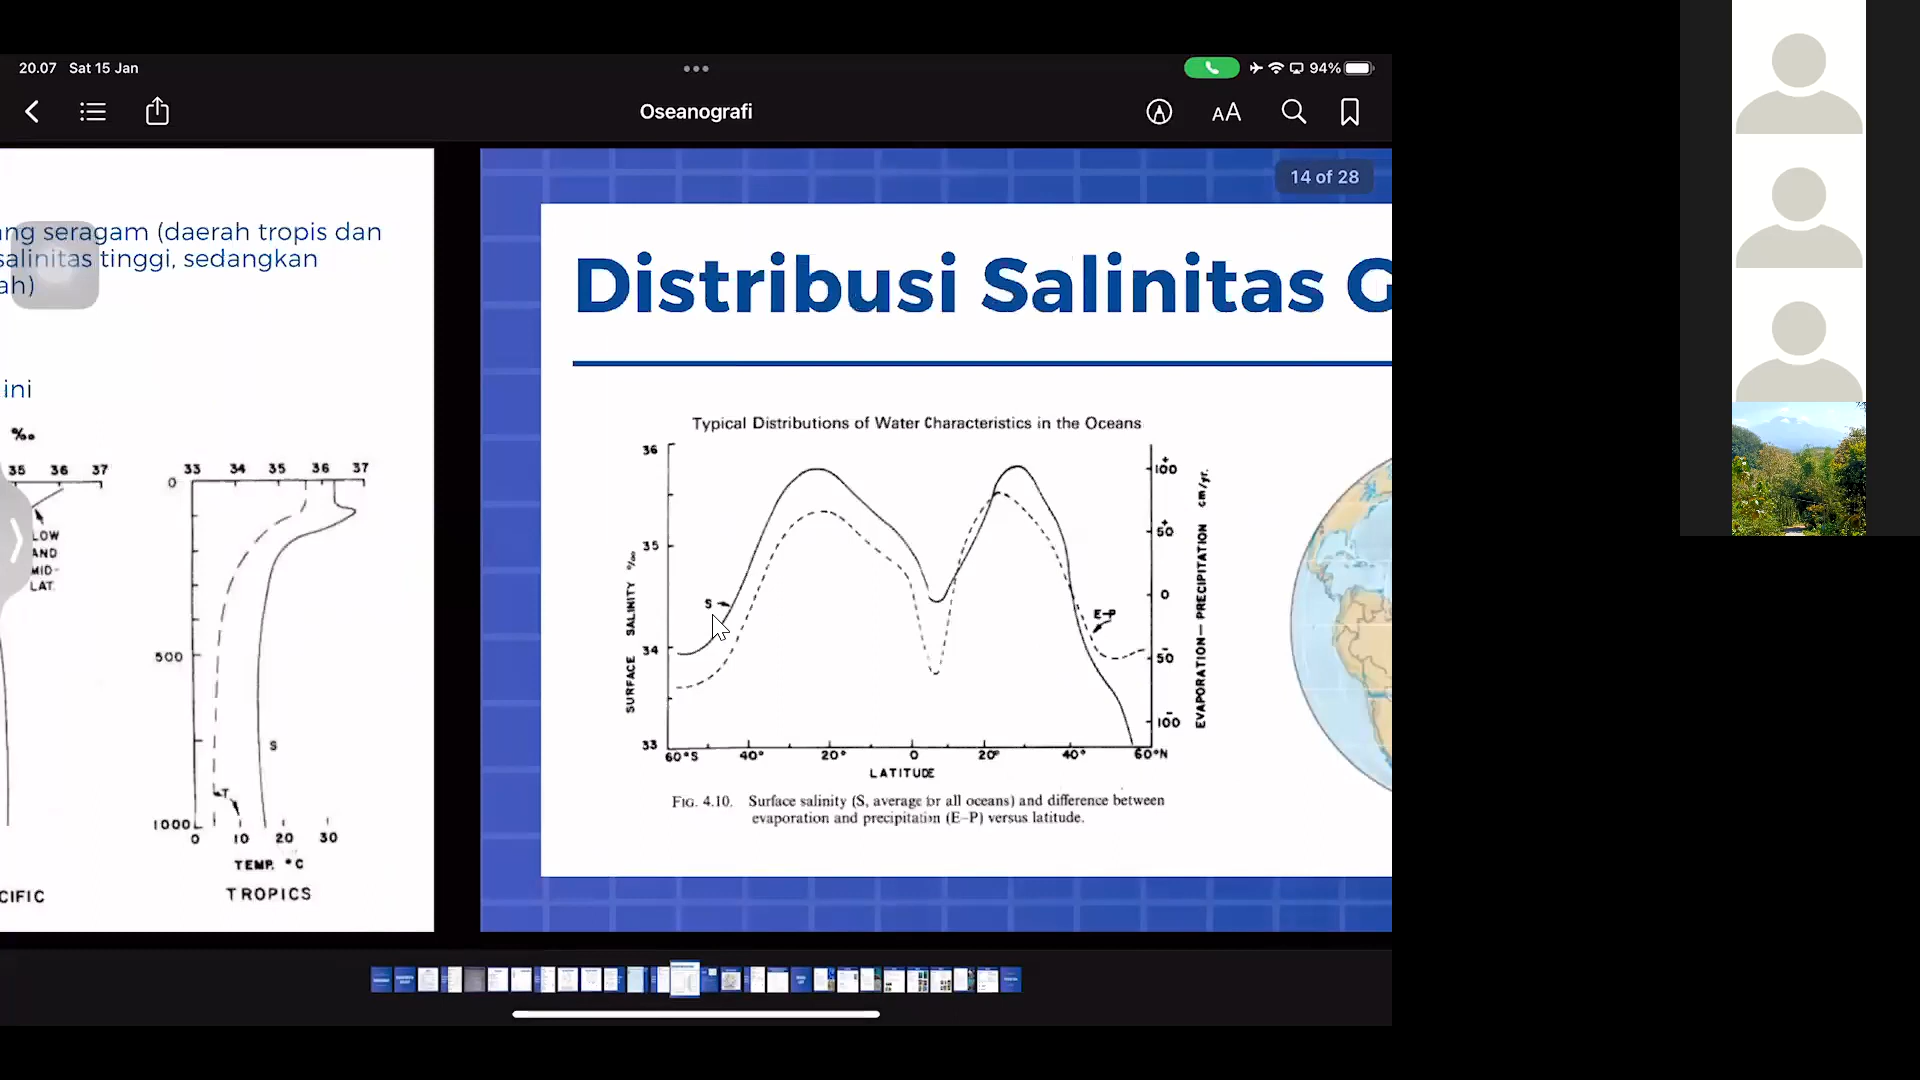 20.07 Sat 15 Jan
94%
Oseanografi
AA
14 of 28
ang seragam (daerah tropis dan
salinitas tinggi, sedangkan
ah)
ini
‰
35 36 37
LOW
AND
MID-
LAT.
CIFIC
33 34 35 36 37
0
500
1000
S
T
0 10 20 30
TEMP. °C
TROPICS
Distribusi Salinitas G
Typical Distributions of Water Characteristics in the Oceans
36
35
34
33
SURFACE SALINITY ‰
S
E-P
+
100
+
50
0
-
50
-
100
EVAPORATION— PRECIPITATION cm/yr.
60°S 40° 20° 0 20° 40° 60°N
LATITUDE
FIG. 4.10. Surface salinity (S, average for all oceans) and difference between
evaporation and precipitation (E–P) versus latitude.